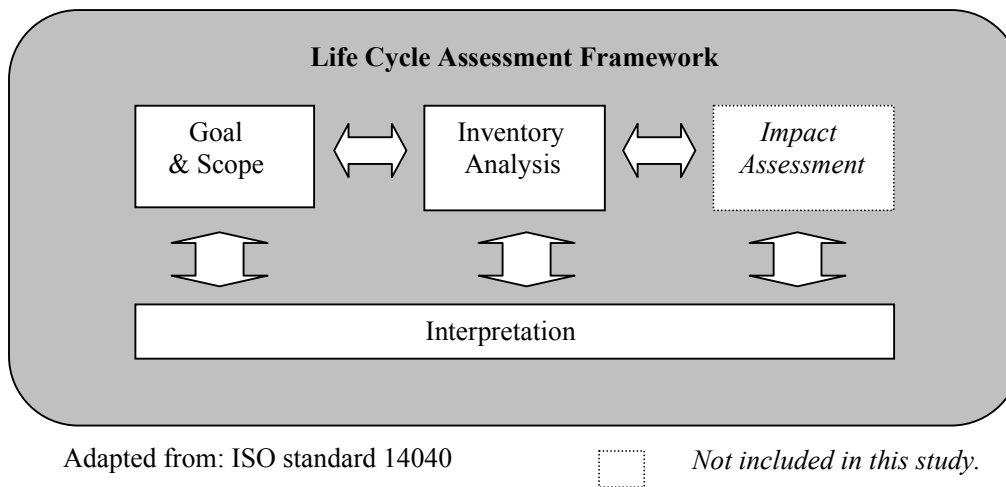 Life Cycle Assessment Framework
Goal
& Scope
Inventory
Analysis
Impact
Assessment
Interpretation
Adapted from: ISO standard 14040
Not included in this study.